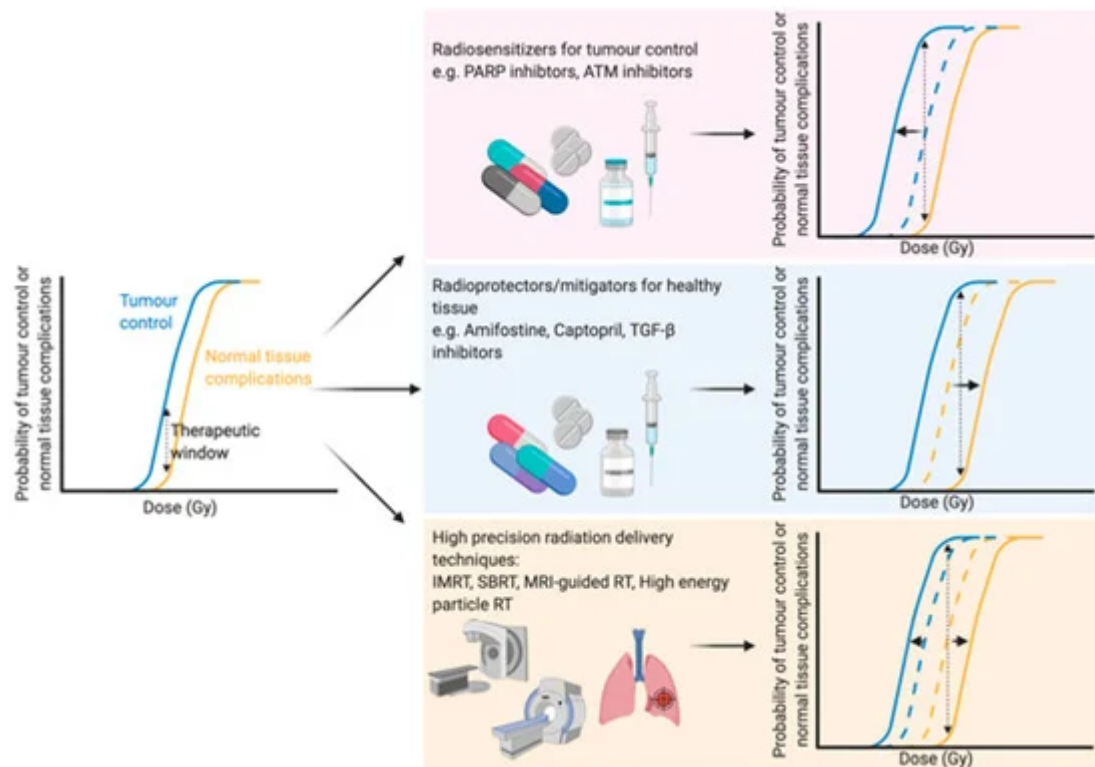 Probability of tumour control or
normal tissue complications
Tumour
control
Normal tissue
complications
Therapeutic
window
Dose (Gy)
Radiosensitizers for tumour control
e.g. PARP inhibtors, ATM inhibitors
Probability of tumour control or
normal tissue complications
Dose (Gy)
Radioprotectors/mitigators for healthy
tissue
e.g. Amifostine, Captopril, TGF-β
inhibitors
Probability of tumour control or
normal tissue complications
Dose (Gy)
High precision radiation delivery
techniques:
IMRT, SBRT, MRI-guided RT, High energy
particle RT
Probability of tumour control or
normal tissue complications
Dose (Gy)